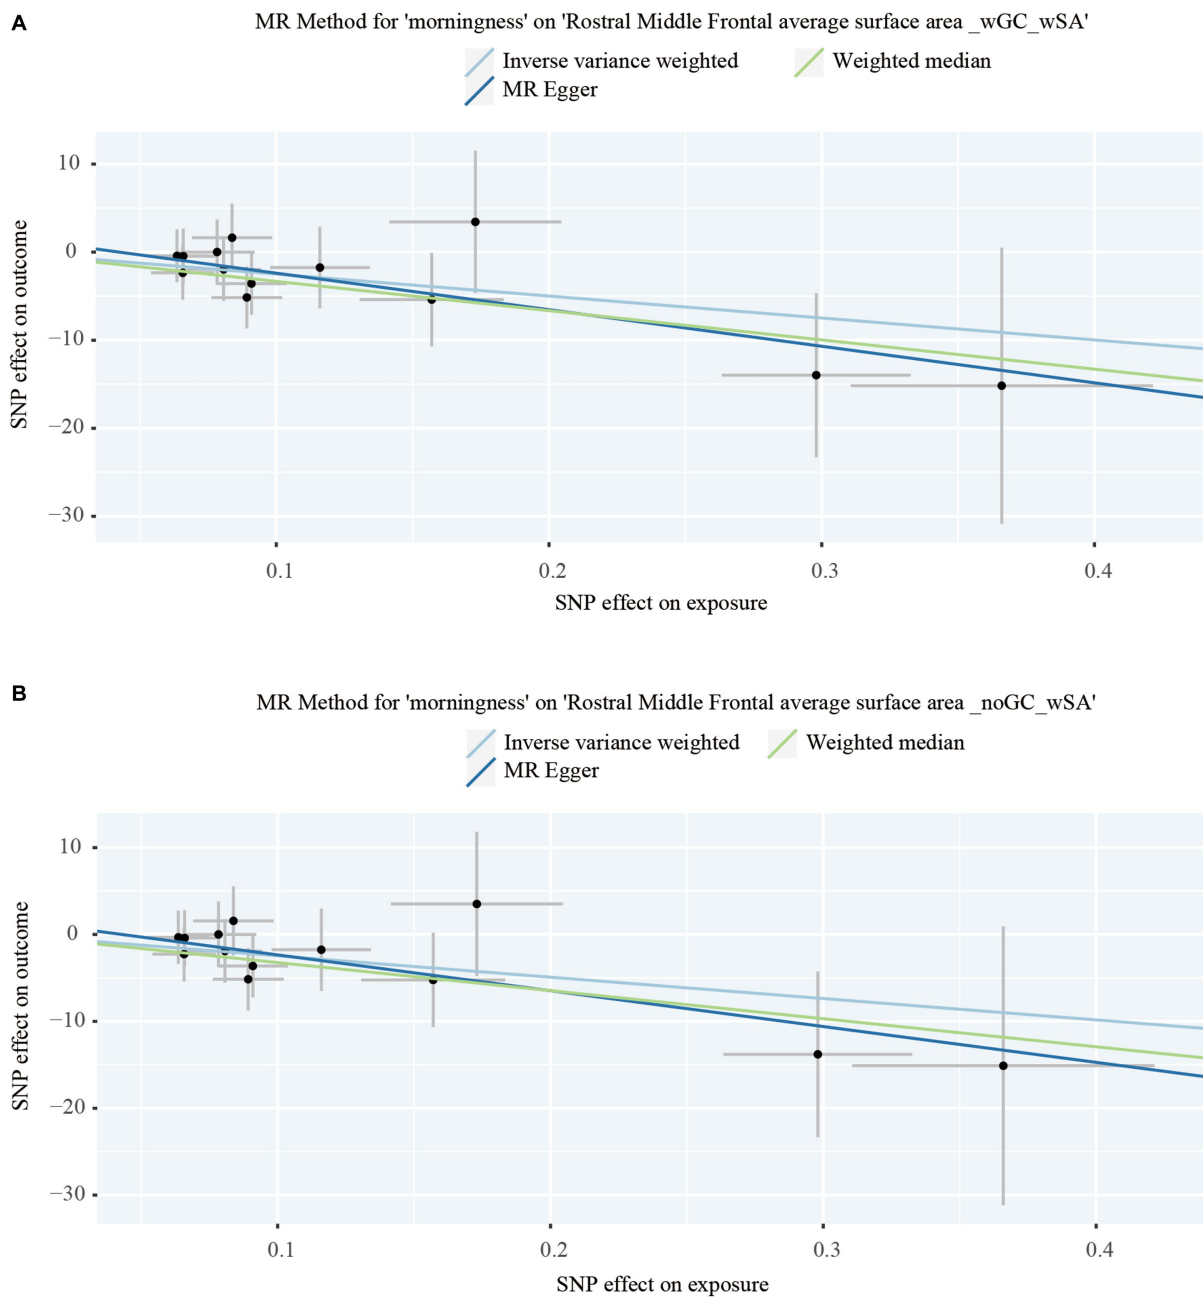 A
MR Method for 'morningness' on 'Rostral Middle Frontal average surface area _wGC_wSA'
Inverse variance weighted
Weighted median
MR Egger
10
0
−10
−20
−30
SNP effect on outcome
0.1
0.2
0.3
0.4
SNP effect on exposure
B
MR Method for 'morningness' on 'Rostral Middle Frontal average surface area _noGC_wSA'
Inverse variance weighted
Weighted median
MR Egger
10
0
−10
−20
−30
SNP effect on outcome
0.1
0.2
0.3
0.4
SNP effect on exposure